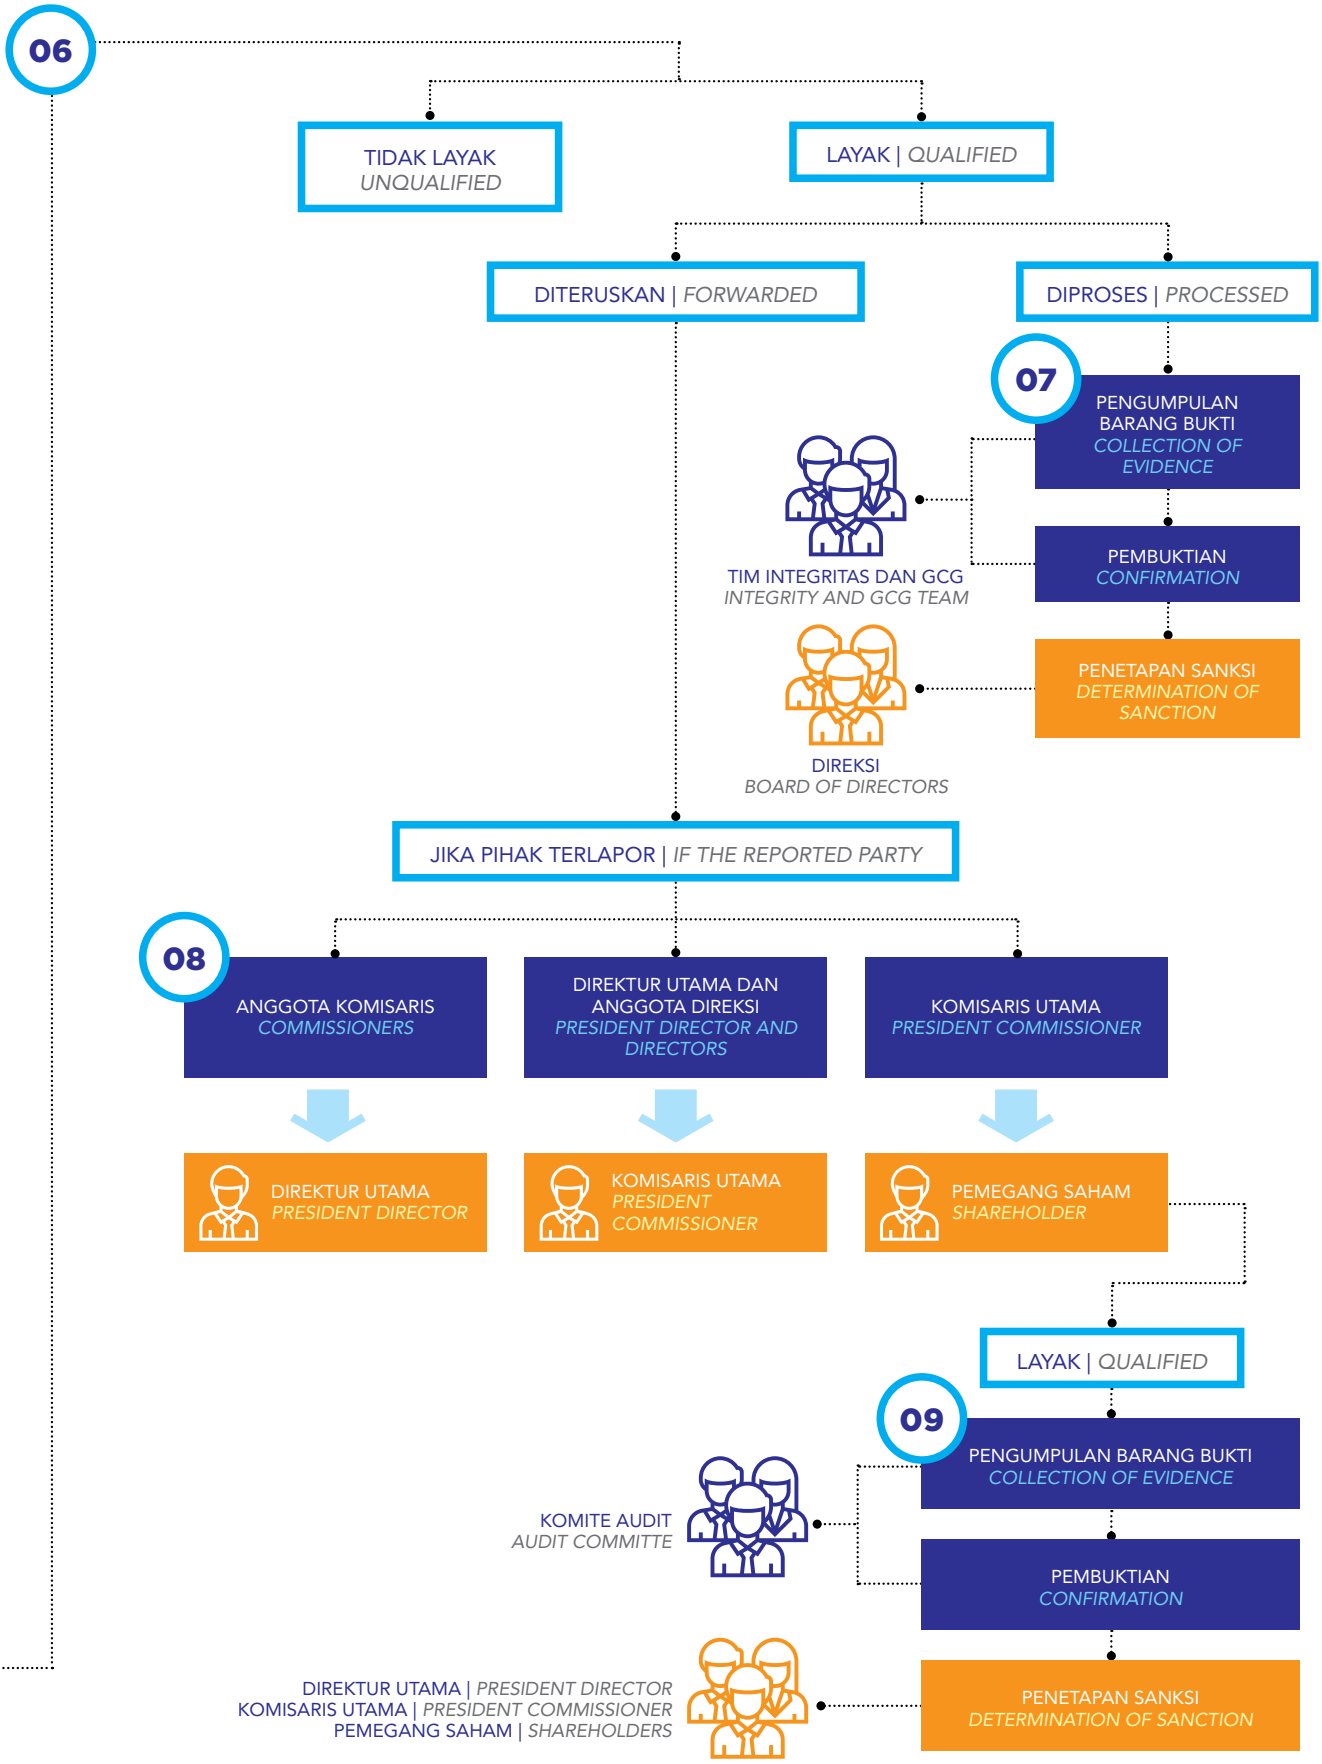 06
TIDAK LAYAK
UNQUALIFIED
LAYAK | QUALIFIED
DITERUSKAN | FORWARDED
DIPROSES | PROCESSED
07
PENGUMPULAN
BARANG BUKTI
COLLECTION OF
EVIDENCE
PEMBUKTIAN
CONFIRMATION
TIM INTEGRITAS DAN GCG
INTEGRITY AND GCG TEAM
PENETAPAN SANKSI
DETERMINATION OF
SANCTION
DIREKSI
BOARD OF DIRECTORS
JIKA PIHAK TERLAPOR | IF THE REPORTED PARTY
08
ANGGOTA KOMISARIS
COMMISSIONERS
DIREKTUR UTAMA DAN
ANGGOTA DIREKSI
PRESIDENT DIRECTOR AND
DIRECTORS
KOMISARIS UTAMA
PRESIDENT COMMISSIONER
DIREKTUR UTAMA
PRESIDENT DIRECTOR
KOMISARIS UTAMA
PRESIDENT
COMMISSIONER
PEMEGANG SAHAM
SHAREHOLDER
LAYAK | QUALIFIED
09
PENGUMPULAN BARANG BUKTI
COLLECTION OF EVIDENCE
KOMITE AUDIT
AUDIT COMMITTE
PEMBUKTIAN
CONFIRMATION
DIREKTUR UTAMA | PRESIDENT DIRECTOR
KOMISARIS UTAMA | PRESIDENT COMMISSIONER
PEMEGANG SAHAM | SHAREHOLDERS
PENETAPAN SANKSI
DETERMINATION OF SANCTION